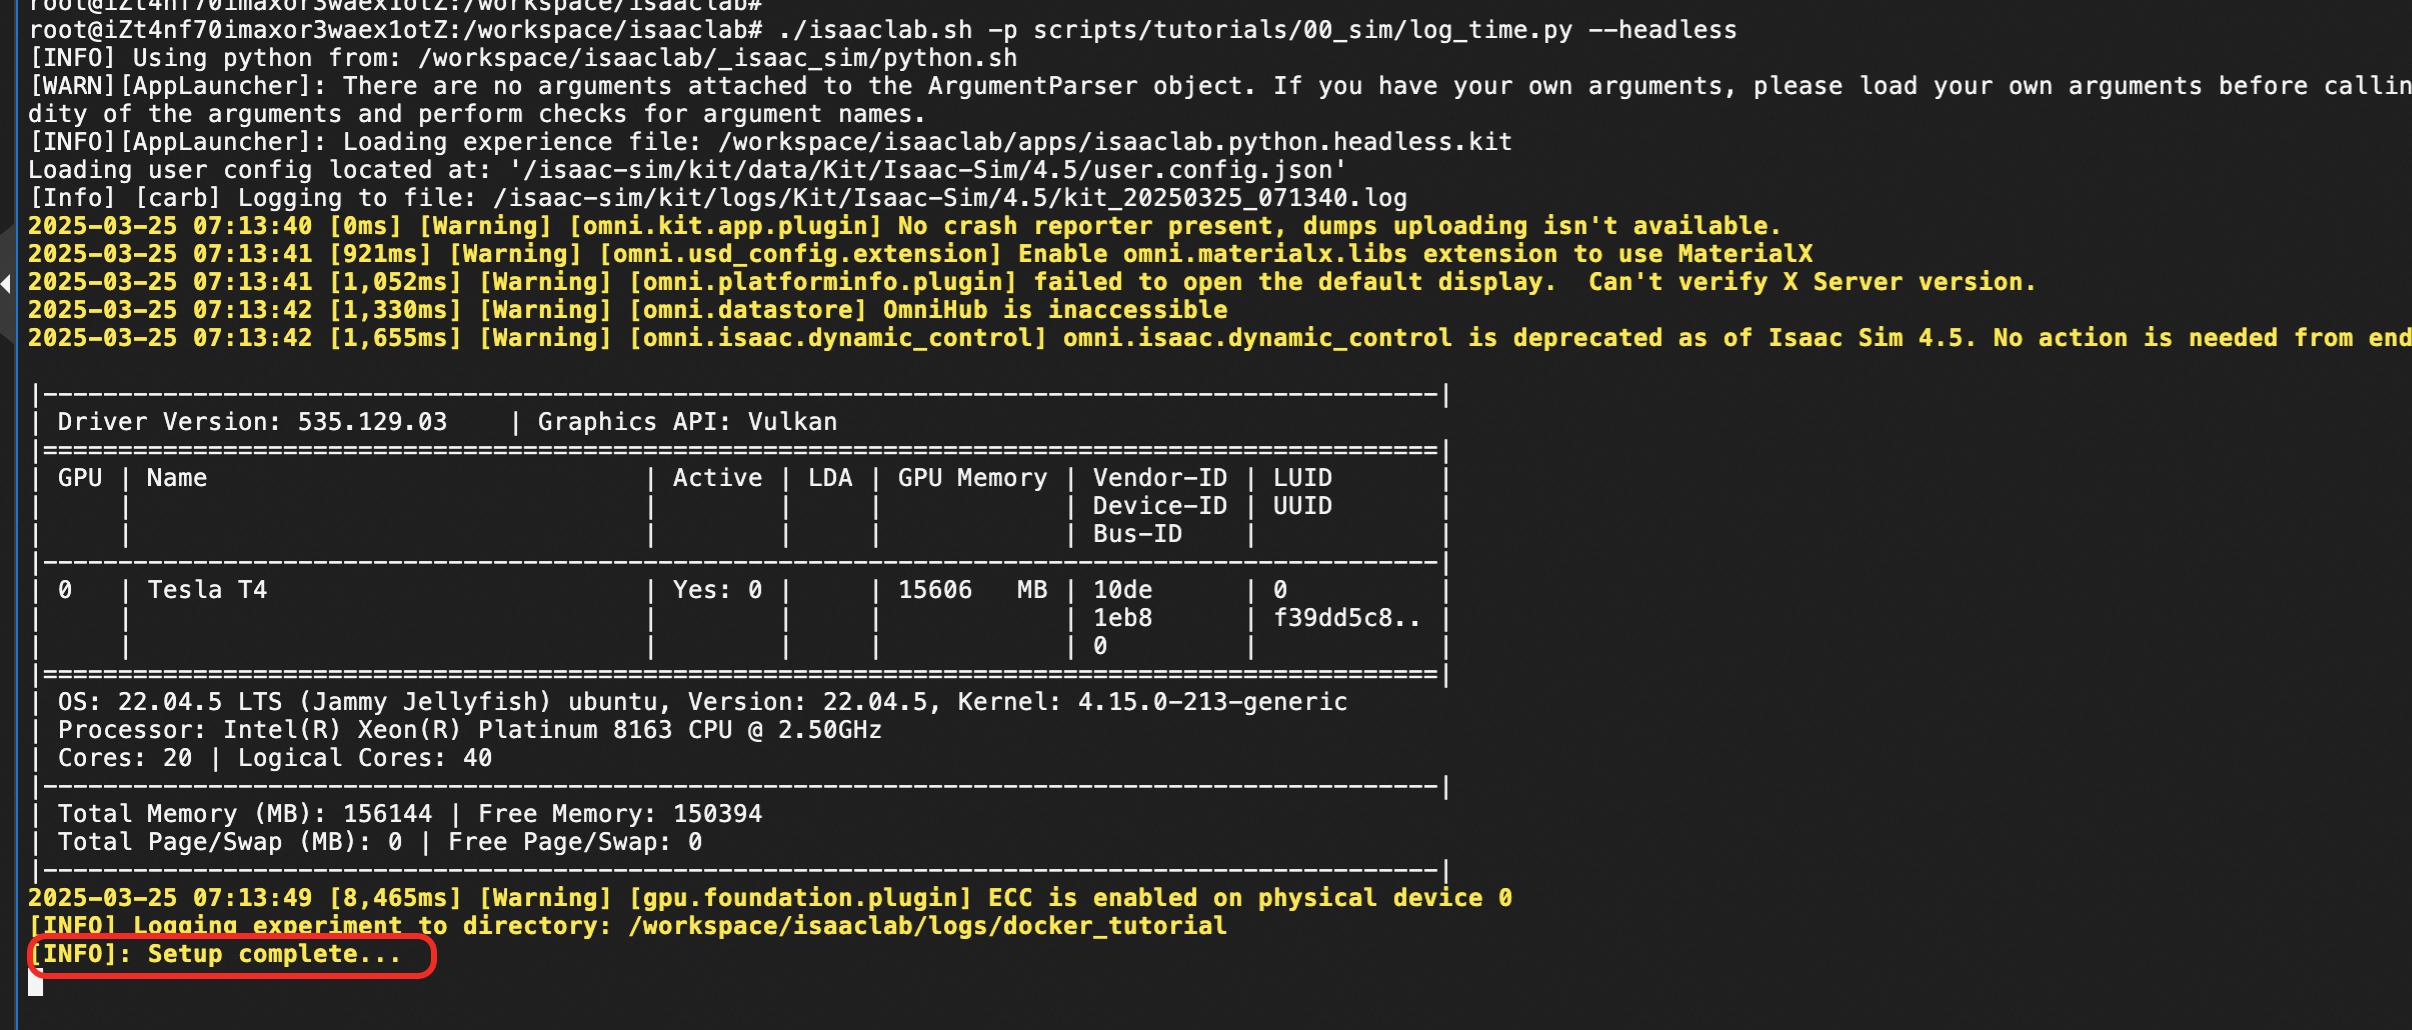 root@iZt4nf70imaxor3waex1otZ:/workspace/isaaclab#
root@iZt4nf70imaxor3waex1otZ:/workspace/isaaclab# ./isaaclab.sh -p scripts/tutorials/00_sim/log_time.py --headless
[INFO] Using python from: /workspace/isaaclab/_isaac_sim/python.sh
[WARN][AppLauncher]: There are no arguments attached to the ArgumentParser object. If you have your own arguments, please load your own arguments before callin
dity of the arguments and perform checks for argument names.
[INFO][AppLauncher]: Loading experience file: /workspace/isaaclab/apps/isaaclab.python.headless.kit
Loading user config located at: '/isaac-sim/kit/data/Kit/Isaac-Sim/4.5/user.config.json'
[Info] [carb] Logging to file: /isaac-sim/kit/logs/Kit/Isaac-Sim/4.5/kit_20250325_071340.log
2025-03-25 07:13:40 [0ms] [Warning] [omni.kit.app.plugin] No crash reporter present, dumps uploading isn't available.
2025-03-25 07:13:41 [921ms] [Warning] [omni.usd_config.extension] Enable omni.materialx.libs extension to use MaterialX
2025-03-25 07:13:41 [1,052ms] [Warning] [omni.platforminfo.plugin] failed to open the default display.  Can't verify X Server version.
2025-03-25 07:13:42 [1,330ms] [Warning] [omni.datastore] OmniHub is inaccessible
2025-03-25 07:13:42 [1,655ms] [Warning] [omni.isaac.dynamic_control] omni.isaac.dynamic_control is deprecated as of Isaac Sim 4.5. No action is needed from end
|---------------------------------------------------------------------------------------------|
| Driver Version: 535.129.03    | Graphics API: Vulkan
|=============================================================================================|
| GPU | Name                             | Active | LDA | GPU Memory | Vendor-ID | LUID       |
|     |                                  |        |     |            | Device-ID | UUID       |
|     |                                  |        |     |            | Bus-ID    |            |
|---------------------------------------------------------------------------------------------|
| 0   | Tesla T4                         | Yes: 0 |     | 15606   MB | 10de      | 0          |
|     |                                  |        |     |            | 1eb8      | f39dd5c8.. |
|     |                                  |        |     |            | 0         |            |
|=============================================================================================|
| OS: 22.04.5 LTS (Jammy Jellyfish) ubuntu, Version: 22.04.5, Kernel: 4.15.0-213-generic
| Processor: Intel(R) Xeon(R) Platinum 8163 CPU @ 2.50GHz
| Cores: 20 | Logical Cores: 40
|---------------------------------------------------------------------------------------------|
| Total Memory (MB): 156144 | Free Memory: 150394
| Total Page/Swap (MB): 0 | Free Page/Swap: 0
|---------------------------------------------------------------------------------------------|
2025-03-25 07:13:49 [8,465ms] [Warning] [gpu.foundation.plugin] ECC is enabled on physical device 0
[INFO] Logging experiment to directory: /workspace/isaaclab/logs/docker_tutorial
[INFO]: Setup complete...